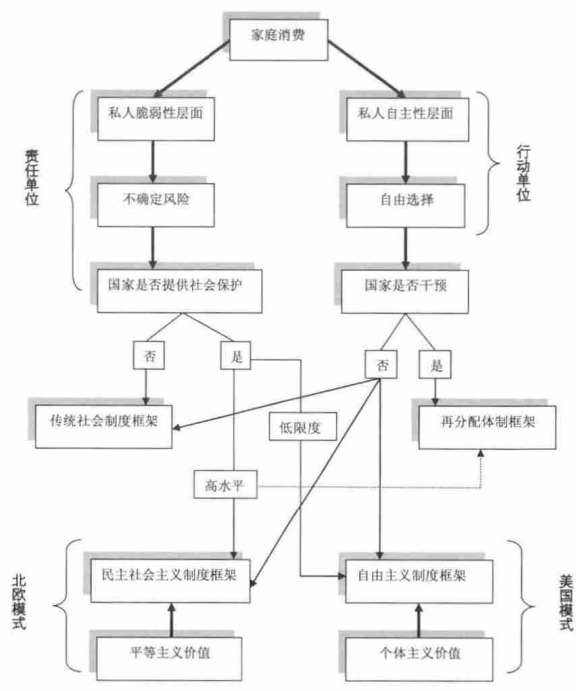 家庭消费
私人脆弱性层面
私人自主性层面
责任单位
行动单位
不确定风险
自由选择
国家是否提供社会保护
国家是否干预
否
是
否
是
传统社会制度框架
低限度
再分配体制框架
高水平
民主社会主义制度框架
自由主义制度框架
北欧模式
美国模式
平等主义价值
个体主义价值